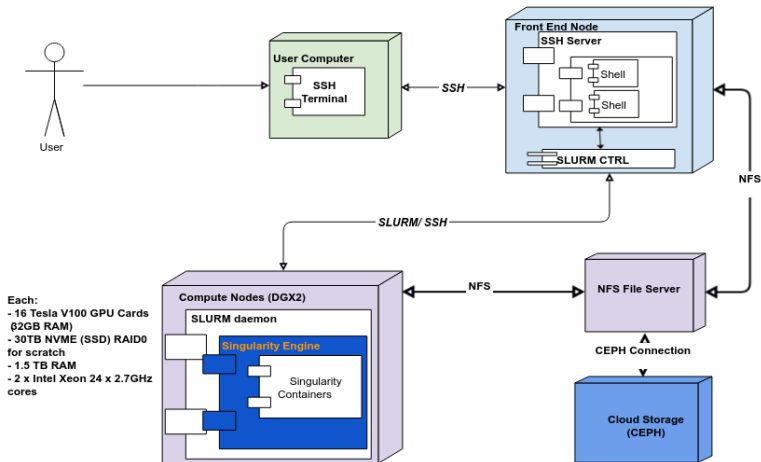 Front End Node
SSH Server
User Computer
SSH
Terminal
SSH
Shell
Shell
User
SLURM CTRL
NFS
SLURM/ SSH
Compute Nodes (DGX2)
NFS
NFS File Server
Each:
- 16 Tesla V100 GPU Cards
(32GB RAM)
- 30TB NVME (SSD) RAID0
for scratch
- 1.5 TB RAM
- 2 x Intel Xeon 24 x 2.7GHz
cores
SLURM daemon
Singularity Engine
Singularity
Containers
CEPH Connection
Cloud Storage
(CEPH)